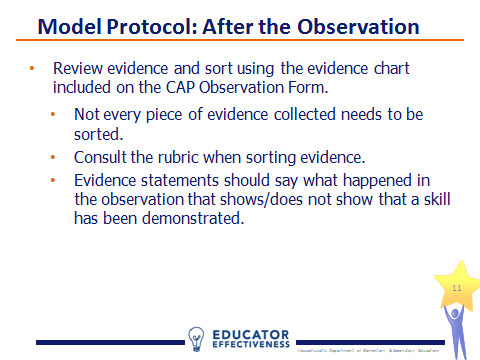 Model Protocol: After the Observation
• Review evidence and sort using the evidence chart
included on the CAP Observation Form.
• Not every piece of evidence collected needs to be
sorted.
• Consult the rubric when sorting evidence.
• Evidence statements should say what happened in
the observation that shows/does not show that a skill
has been demonstrated.
11
EDUCATOR
EFFECTIVENESS
Massachusetts Department of Elementary & Secondary Education